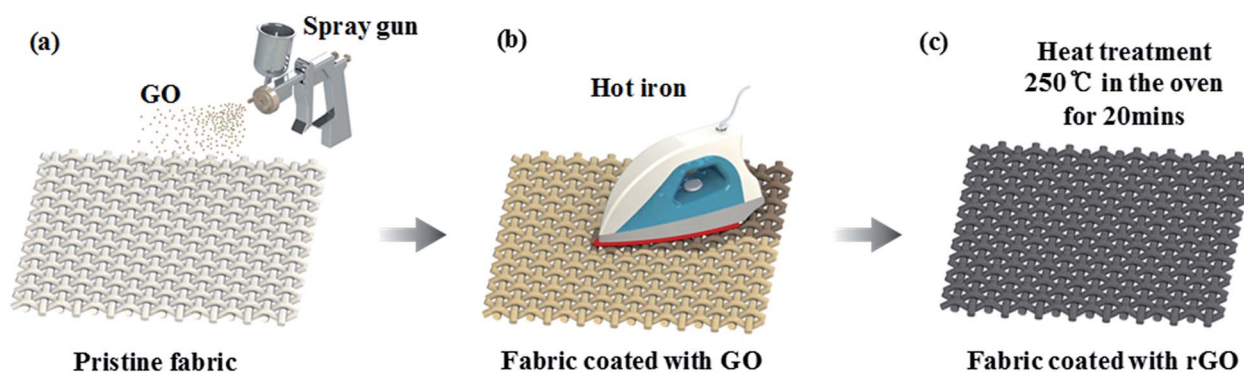 (a)
Spray gun
GO
Pristine fabric
(b)
Hot iron
Fabric coated with GO
(c)
Heat treatment
250℃ in the oven
for 20mins
Fabric coated with rGO